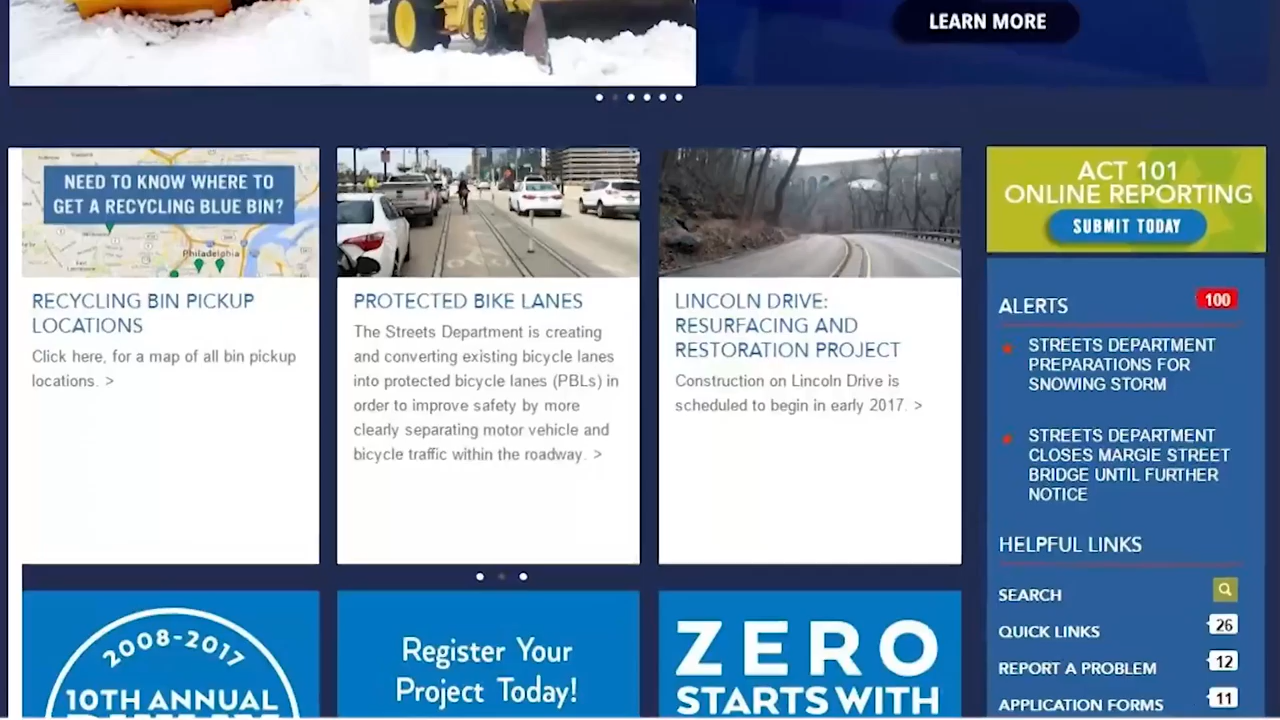 LEARN MORE
NEED TO KNOW WHERE TO
GET A RECYCLING BLUE BIN?
Philadelphia
RECYCLING BIN PICKUP
LOCATIONS
Click here, for a map of all bin pickup
locations. >
PROTECTED BIKE LANES
The Streets Department is creating
and converting existing bicycle lanes
into protected bicycle lanes (PBLs) in
order to improve safety by more
clearly separating motor vehicle and
bicycle traffic within the roadway. >
LINCOLN DRIVE:
RESURFACING AND
RESTORATION PROJECT
Construction on Lincoln Drive is
scheduled to begin in early 2017. >
ACT 101
ONLINE REPORTING
SUBMIT TODAY
ALERTS 100
STREETS DEPARTMENT
PREPARATIONS FOR
SNOWING STORM
STREETS DEPARTMENT
CLOSES MARGIE STREET
BRIDGE UNTIL FURTHER
NOTICE
HELPFUL LINKS
SEARCH
QUICK LINKS 26
REPORT A PROBLEM 12
APPLICATION FORMS 11
2008-2017
10TH ANNUAL
Register Your
Project Today!
ZERO
STARTS WITH